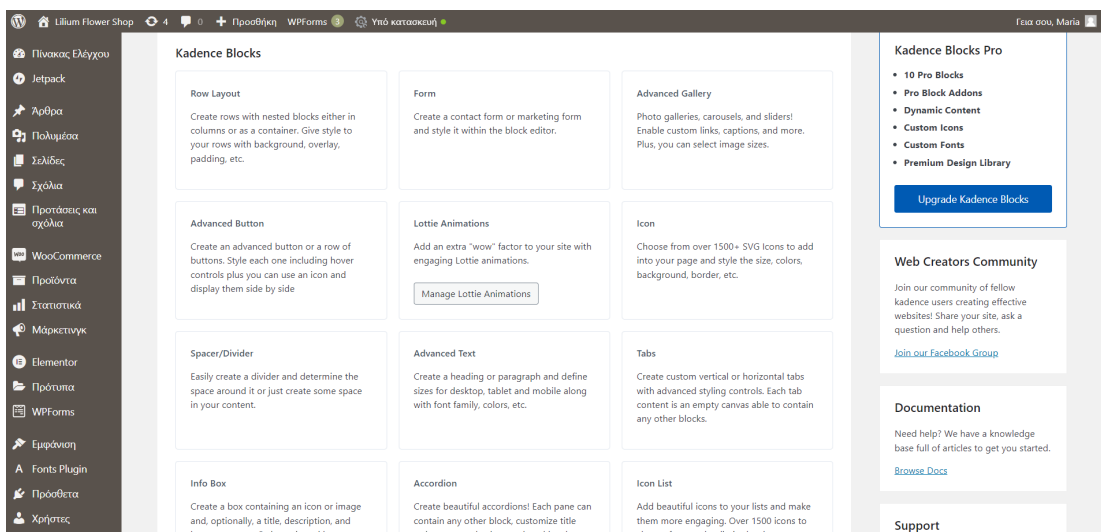 Lilium Flower Shop 4 0 + Προσθήκη WPForms 3 Υπό κατασκευή
Γεια σου, Maria
Πίνακας Ελέγχου
Jetpack
Άρθρα
Πολυμέσα
Σελίδες
Σχόλια
Προτάσεις και
σχόλια
WooCommerce
Προϊόντα
Στατιστικά
Μάρκετινγκ
Elementor
Πρότυπα
WPForms
Εμφάνιση
Fonts Plugin
Πρόσθετα
Χρήστες
Kadence Blocks
Row Layout
Create rows with nested blocks either in
columns or as a container. Give style to
your rows with background, overlay,
padding, etc.
Form
Create a contact form or marketing form
and style it within the block editor.
Advanced Gallery
Photo galleries, carousels, and sliders!
Enable custom links, captions, and more.
Plus, you can select image sizes.
Advanced Button
Create an advanced button or a row of
buttons. Style each one including hover
controls plus you can use an icon and
display them side by side
Lottie Animations
Add an extra "wow" factor to your site with
engaging Lottie animations.
Manage Lottie Animations
Icon
Choose from over 1500+ SVG Icons to add
into your page and style the size, colors,
background, border, etc.
Spacer/Divider
Easily create a divider and determine the
space around it or just create some space
in your content.
Advanced Text
Create a heading or paragraph and define
sizes for desktop, tablet and mobile along
with font family, colors, etc.
Tabs
Create custom vertical or horizontal tabs
with advanced styling controls. Each tab
content is an empty canvas able to contain
any other blocks.
Info Box
Create a box containing an icon or image
and, optionally, a title, description, and
Accordion
Create beautiful accordions! Each pane can
contain any other block, customize title
Icon List
Add beautiful icons to your lists and make
them more engaging. Over 1500 icons to
Kadence Blocks Pro
• 10 Pro Blocks
• Pro Block Addons
• Dynamic Content
• Custom Icons
• Custom Fonts
• Premium Design Library
Upgrade Kadence Blocks
Web Creators Community
Join our community of fellow
kadence users creating effective
websites! Share your site, ask a
question and help others.
Join our Facebook Group
Documentation
Need help? We have a knowledge
base full of articles to get you started.
Browse Docs
Support